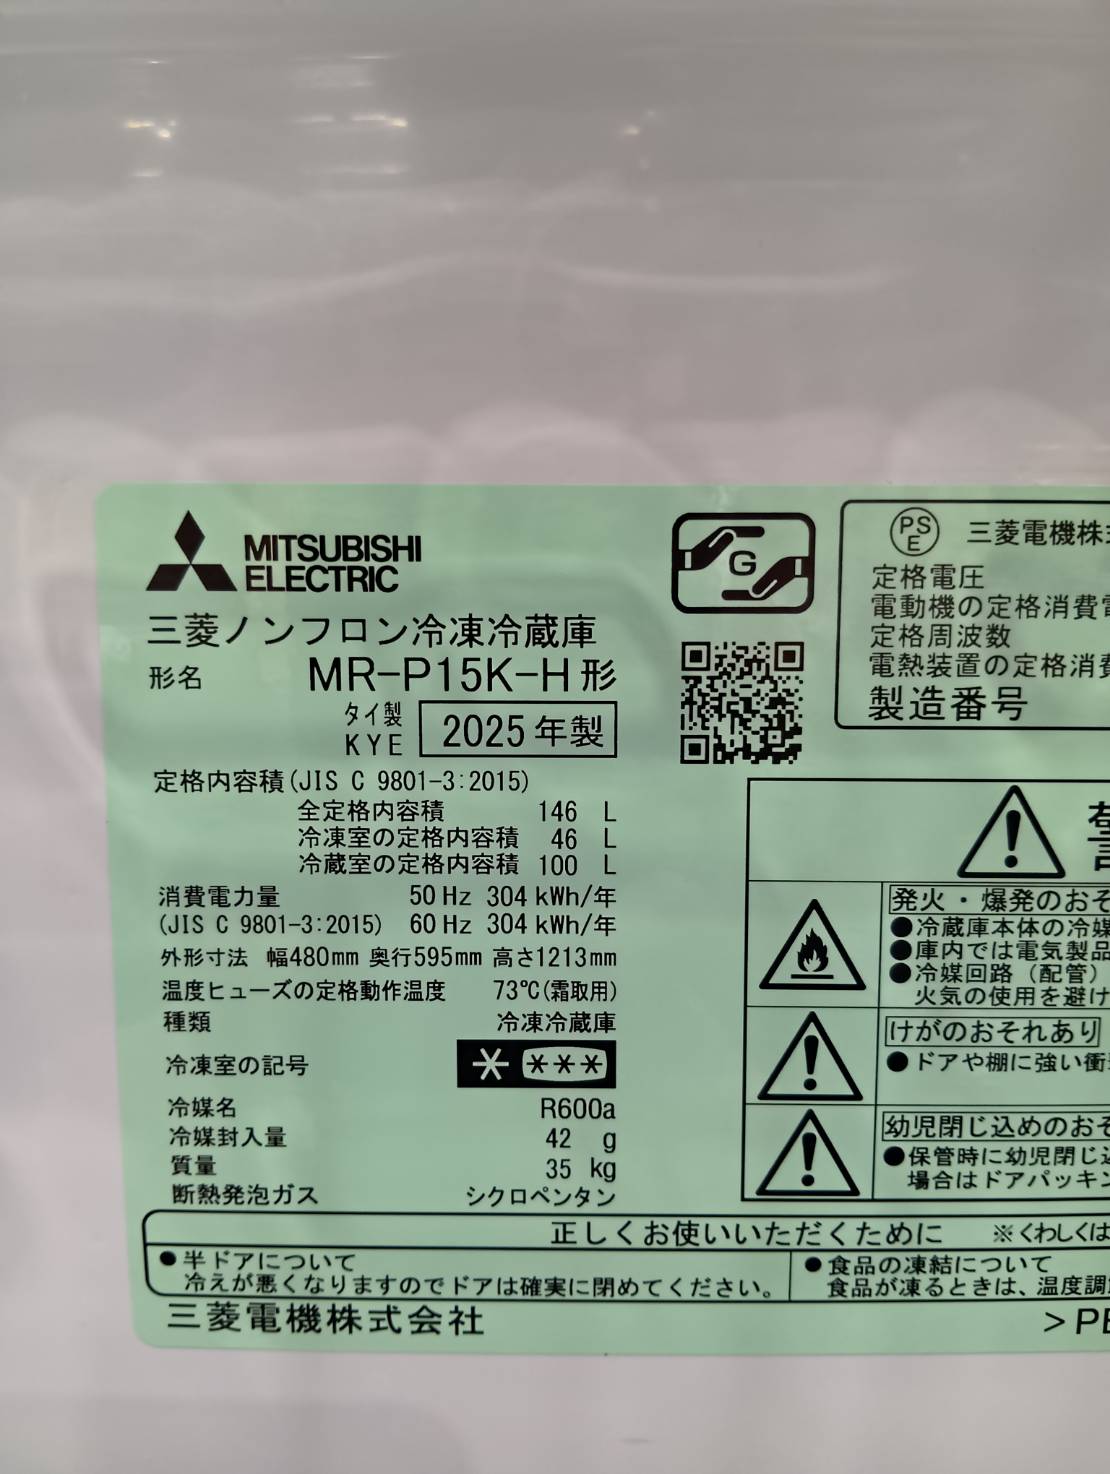 MITSUBISHI
ELECTRIC
三菱ノンフロン冷凍冷蔵庫
形名 MR-P15K-H形
タイ製
KYE 2025年製
定格内容積(JIS C 9801-3:2015)
全定格内容積 146 L
冷凍室の定格内容積 46 L
冷蔵室の定格内容積 100 L
消費電力量 50 Hz 304 kWh/年
(JIS C 9801-3:2015) 60 Hz 304 kWh/年
外形寸法 幅480mm 奥行595mm 高さ1213mm
温度ヒューズの定格動作温度 73℃(霜取用)
種類 冷凍冷蔵庫
冷凍室の記号 * ***
冷媒名 R600a
冷媒封入量 42 g
質量 35 kg
断熱発泡ガス シクロペンタン
G
PS
E
三菱電機株
定格電圧
電動機の定格消費
定格周波数
電熱装置の定格消
製造番号
発火・爆発のおそ
●冷蔵庫本体の冷媒
●庫内では電気製品
●冷媒回路（配管）
火気の使用を避け
けがのおそれあり
●ドアや棚に強い衝
幼児閉じ込めのおそ
●保管時に幼児閉じ込
場合はドアパッキン
正しくお使いいただくために ※くわしくは
●半ドアについて
冷えが悪くなりますのでドアは確実に閉めてください。
●食品の凍結について
食品が凍るときは、温度調
三菱電機株式会社
>PE